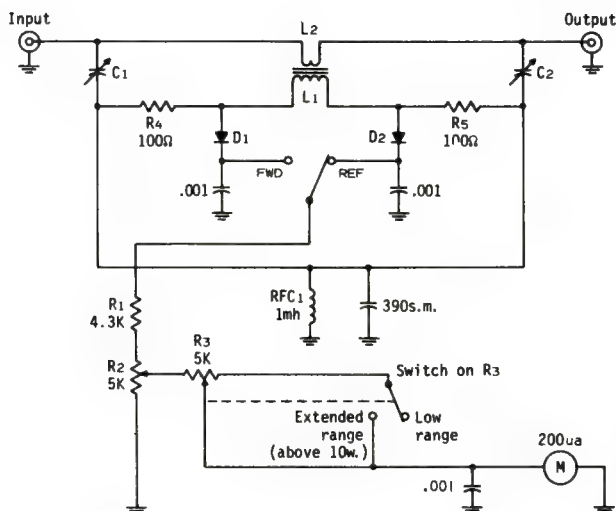 Input
L2
Output
C1
C2
R4
100Ω
L1
R5
100Ω
D1
D2
FWD
REF
.001
.001
R1
4.3K
RFC1
1mh
390s.m.
R3
5K
R2
5K
Switch on R3
Extended
range
(above 10w.)
Low
range
200ua
M
.001